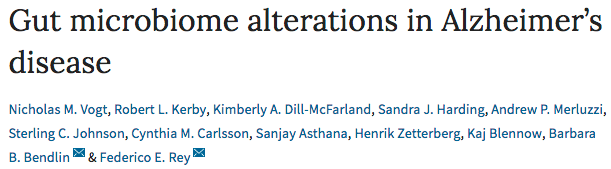 Gut microbiome alterations in Alzheimer’s
disease
Nicholas M. Vogt, Robert L. Kerby, Kimberly A. Dill-McFarland, Sandra J. Harding, Andrew P. Merluzzi,
Sterling C. Johnson, Cynthia M. Carlsson, Sanjay Asthana, Henrik Zetterberg, Kaj Blennow, Barbara
B. Bendlin & Federico E. Rey